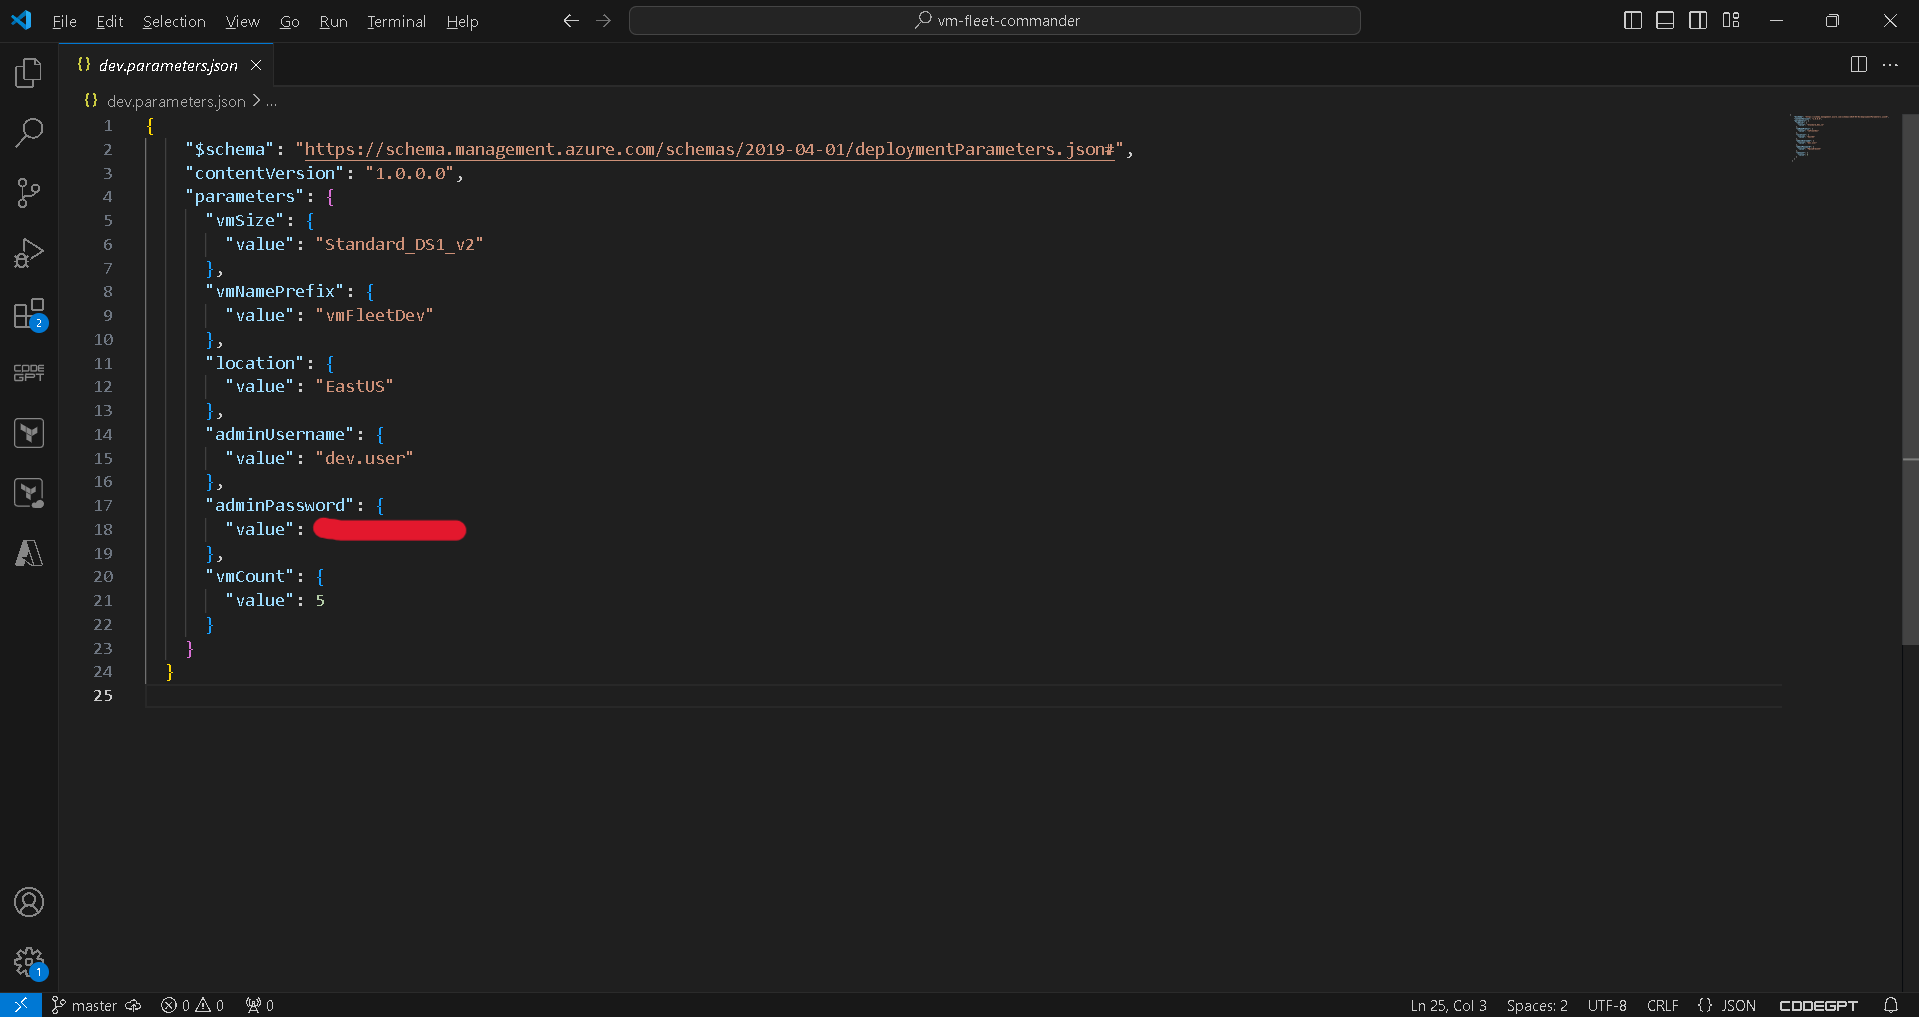 File Edit Selection View Go Run Terminal Help vm-fleet-commander
{} dev.parameters.json
{} dev.parameters.json > ...
1 {
2 "$schema": "https://schema.management.azure.com/schemas/2019-04-01/deploymentParameters.json#",
3 "contentVersion": "1.0.0.0",
4 "parameters": {
5 "vmSize": {
6 "value": "Standard_DS1_v2"
7 },
8 "vmNamePrefix": {
9 "value": "vmFleetDev"
10 },
11 "location": {
12 "value": "EastUS"
13 },
14 "adminUsername": {
15 "value": "dev.user"
16 },
17 "adminPassword": {
18 "value":
19 },
20 "vmCount": {
21 "value": 5
22 }
23 }
24 }
25
2
CODE GPT
1
master 0 0 0 Ln 25, Col 3 Spaces: 2 UTF-8 CRLF {} JSON CODEGPT